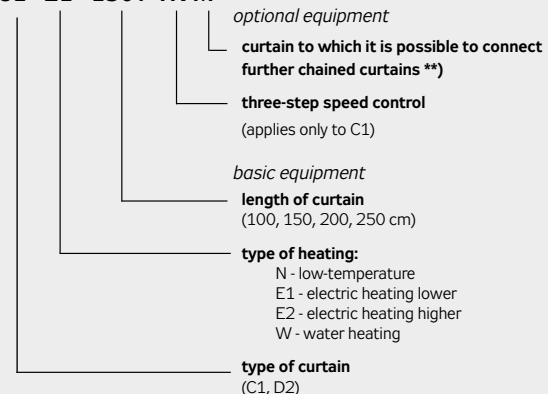 optional equipment
curtain to which it is possible to connect
further chained curtains **)
three-step speed control
(applies only to C1)
basic equipment
length of curtain
(100, 150, 200, 250 cm)
type of heating:
N - low-temperature
E1 - electric heating lower
E2 - electric heating higher
W - water heating
type of curtain
(C1, D2)